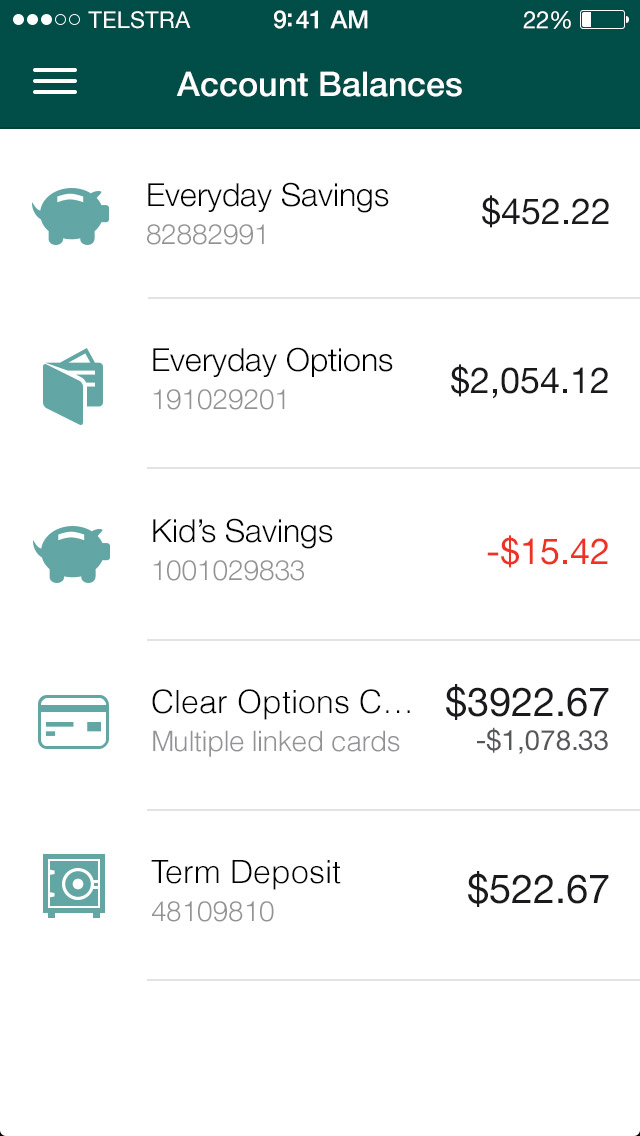 TELSTRA 9:41 AM 22%
Account Balances
Everyday Savings $452.22
82882991
Everyday Options $2,054.12
191029201
Kid’s Savings -$15.42
1001029833
Clear Options C... $3922.67
Multiple linked cards -$1,078.33
Term Deposit $522.67
48109810